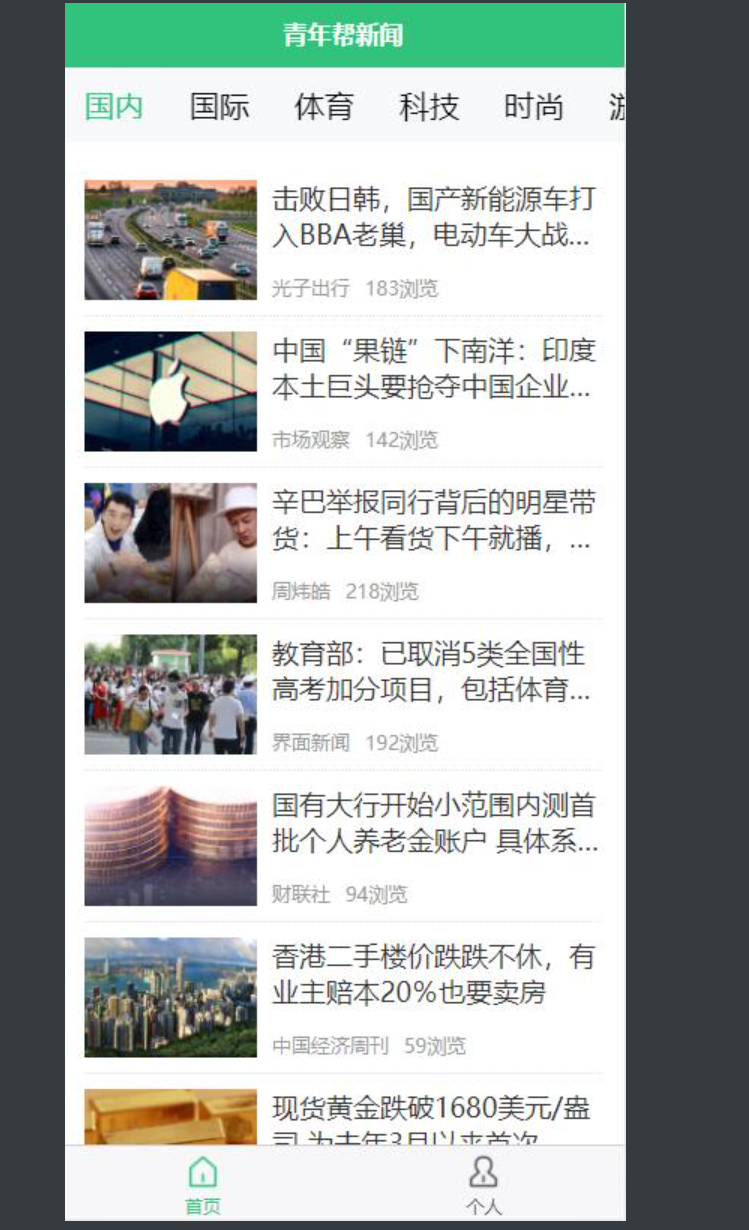 青年帮新闻
国内 国际 体育 科技 时尚 游
击败日韩，国产新能源车打
入BBA老巢，电动车大战...
光子出行 183浏览
中国“果链”下南洋：印度
本土巨头要抢夺中国企业...
市场观察 142浏览
辛巴举报同行背后的明星带
货：上午看货下午就播，...
周炜皓 218浏览
教育部：已取消5类全国性
高考加分项目，包括体育...
界面新闻 192浏览
国有大行开始小范围内测首
批个人养老金账户 具体系...
财联社 94浏览
香港二手楼价跌跌不休，有
业主赔本20%也要卖房
中国经济周刊 59浏览
现货黄金跌破1680美元/盎
司 为去年3月以来首次
首页 个人